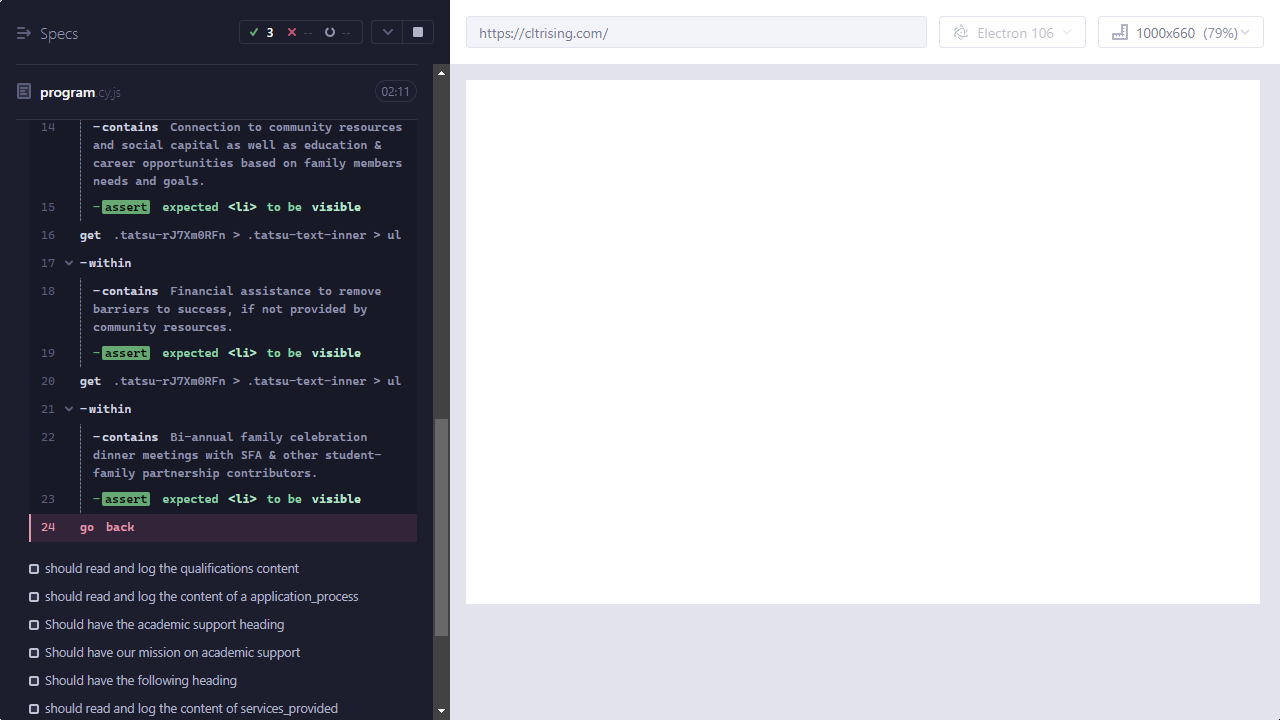 Specs
3 -- --
https://cltrising.com/
Electron 106
1000x660 (79%)
program cy.js
02:11
14 -contains Connection to community resources
and social capital as well as education &
career opportunities based on family members
needs and goals.
15 -assert expected <li> to be visible
16 get .tatsu-rJ7Xm0RFn > .tatsu-text-inner > ul
17 -within
18 -contains Financial assistance to remove
barriers to success, if not provided by
community resources.
19 -assert expected <li> to be visible
20 get .tatsu-rJ7Xm0RFn > .tatsu-text-inner > ul
21 -within
22 -contains Bi-annual family celebration
dinner meetings with SFA & other student-
family partnership contributors.
23 -assert expected <li> to be visible
24 go back
should read and log the qualifications content
should read and log the content of a application_process
Should have the academic support heading
Should have our mission on academic support
Should have the following heading
should read and log the content of services_provided